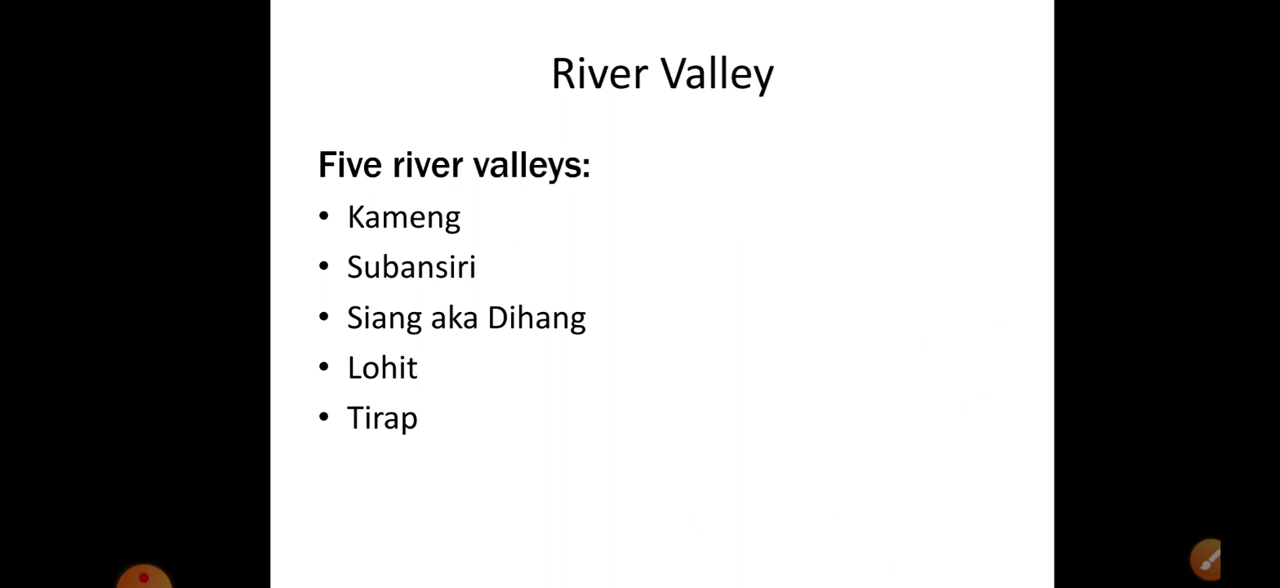 River Valley
Five river valleys:
• Kameng
• Subansiri
• Siang aka Dihang
• Lohit
• Tirap